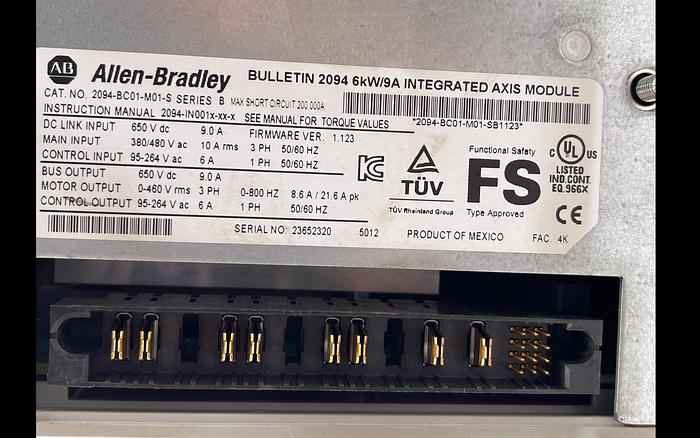 AB Allen-Bradley BULLETIN 2094 6kW/9A INTEGRATED AXIS MODULE
CAT. NO. 2094-BC01-M01-S SERIES B MAX SHORT CIRCUIT 200,000A
INSTRUCTION MANUAL 2094-IN001x-xx-x SEE MANUAL FOR TORQUE VALUES *2094-BC01-M01-SB1123*
DC LINK INPUT 650 V dc 9.0 A FIRMWARE VER. 1.123
MAIN INPUT 380/480 V ac 10 A rms 3 PH 50/60 HZ
CONTROL INPUT 95-264 V ac 6 A 1 PH 50/60 HZ
BUS OUTPUT 650 V dc 9.0 A
MOTOR OUTPUT 0-460 V rms 3 PH 0-800 HZ 8.6 A / 21.6 A pk
CONTROL OUTPUT 95-264 V ac 6 A 1 PH 50/60 HZ
SERIAL NO: 23652320 5012
KC
TÜV
TÜV Rheinland Group
Functional Safety
FS
Type Approved
C UL US
LISTED
IND.CONT.
EQ.966X
CE
PRODUCT OF MEXICO FAC. 4K